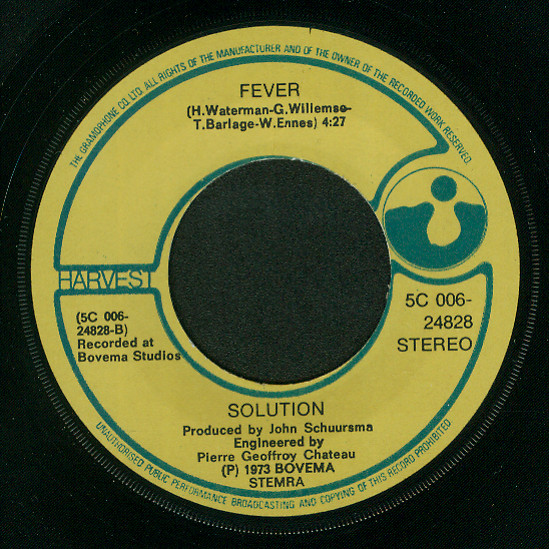 THE GRAMOPHONE CO. LTD. ALL RIGHTS OF THE MANUFACTURER AND OF THE OWNER OF THE RECORDED WORK RESERVED.
FEVER
(H.Waterman-G.Willemse-
T.Barlage-W.Ennes) 4:27
HARVEST
(5C 006-
24828-B)
Recorded at
Bovema Studios
5C 006-
24828
STEREO
SOLUTION
Produced by John Schuursma
Engineered by
Pierre Geoffroy Chateau
(P) 1973 BOVEMA
STEMRA
UNAUTHORISED PUBLIC PERFORMANCE BROADCASTING AND COPYING OF THIS RECORD PROHIBITED.